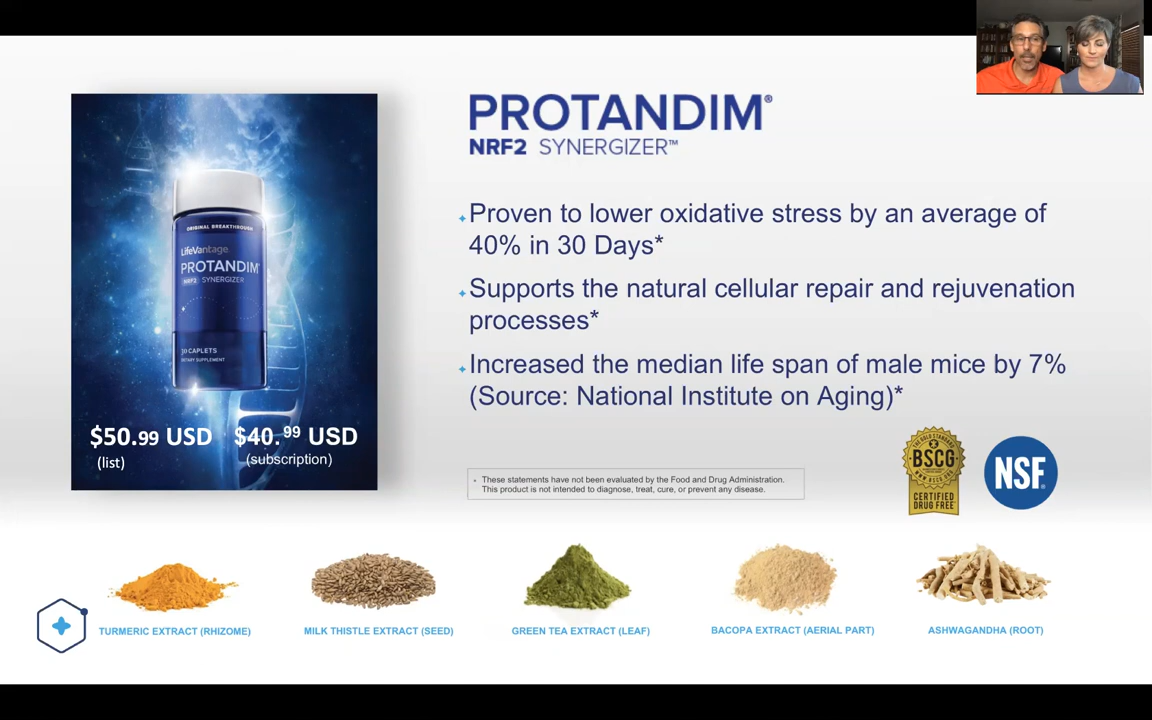 PROTANDIM®
NRF2 SYNERGIZER™
Proven to lower oxidative stress by an average of
40% in 30 Days*
Supports the natural cellular repair and rejuvenation
processes*
Increased the median life span of male mice by 7%
(Source: National Institute on Aging)*
ORIGINAL BREAKTHROUGH
LifeVantage
PROTANDIM
NRF2 SYNERGIZER
30 CAPLETS
DIETARY SUPPLEMENT
$50.99 USD $40.99 USD
(list) (subscription)
These statements have not been evaluated by the Food and Drug Administration.
This product is not intended to diagnose, treat, cure, or prevent any disease.
BSCG
CERTIFIED
DRUG FREE
NSF
TURMERIC EXTRACT (RHIZOME) MILK THISTLE EXTRACT (SEED) GREEN TEA EXTRACT (LEAF) BACOPA EXTRACT (AERIAL PART) ASHWAGANDHA (ROOT)